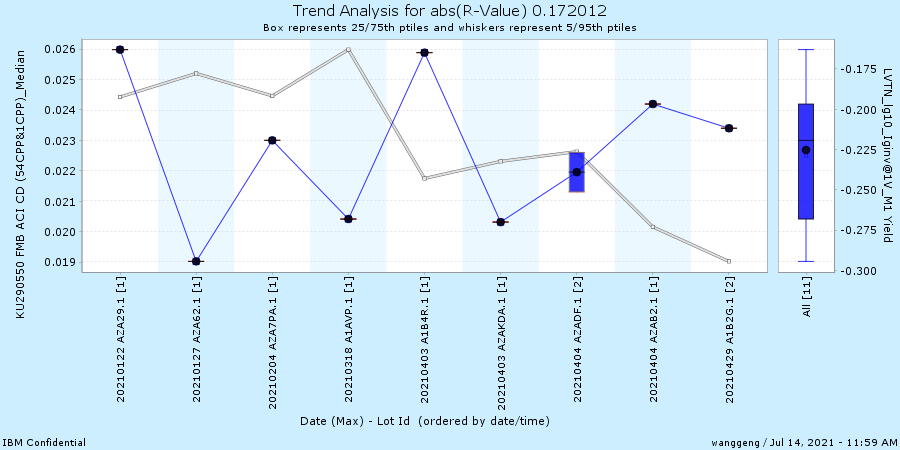 Trend Analysis for abs(R-Value) 0.172012
Box represents 25/75th ptiles and whiskers represent 5/95th ptiles
KU290550 FMB ACI CD (54CPP&1CPP)_Median
0.026
0.025
0.024
0.023
0.022
0.021
0.020
0.019
-0.175
-0.200
-0.225
-0.250
-0.275
-0.300
LVTN_lg10_Iginv@1V_M1 Yield
20210122 AZA29.1 [1]
20210127 AZA62.1 [1]
20210204 AZA7PA.1 [1]
20210318 A1AVP.1 [1]
20210403 A1B4R.1 [1]
20210403 AZAKDA.1 [1]
20210404 AZADF.1 [2]
20210404 AZAB2.1 [1]
20210429 A1B2G.1 [2]
All [11]
Date (Max) - Lot Id (ordered by date/time)
IBM Confidential
wanggeng / Jul 14, 2021 - 11:59 AM